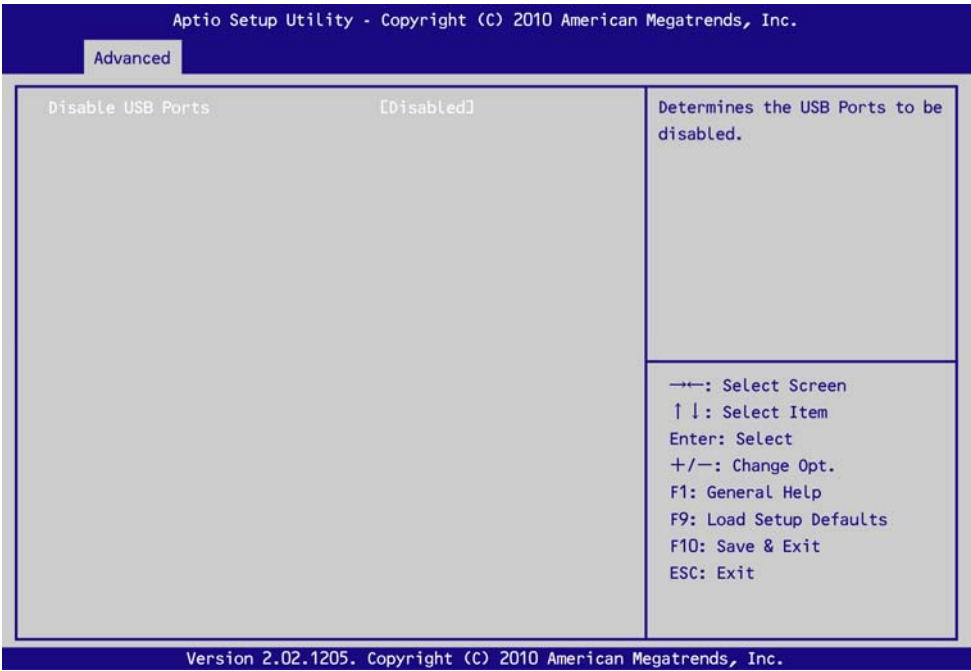 Aptio Setup Utility - Copyright (C) 2010 American Megatrends, Inc.
Advanced
Disable USB Ports [Disabled]
Determines the USB Ports to be
disabled.
→←: Select Screen
↑↓: Select Item
Enter: Select
+/-: Change Opt.
F1: General Help
F9: Load Setup Defaults
F10: Save & Exit
ESC: Exit
Version 2.02.1205. Copyright (C) 2010 American Megatrends, Inc.